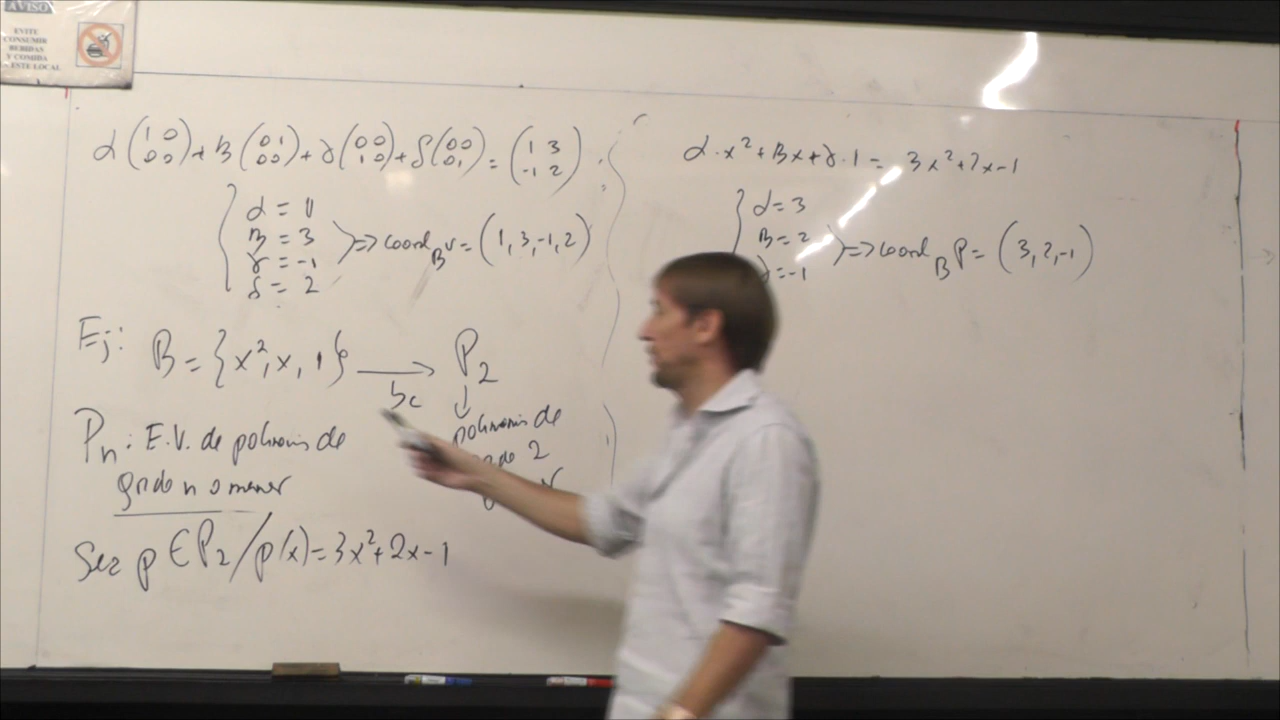 AVISO
EVITE
CONSUMIR
BEBIDAS
Y COMIDA
ESTE LOCAL
α(1 0 / 0 0) + B(0 1 / 0 0) + γ(0 0 / 1 0) + δ(0 0 / 0 1) = (1 3 / -1 2)
α = 1
B = 3
γ = -1
δ = 2
=> coord_B v = (1, 3, -1, 2)
Ej: B = {x², x, 1} → P₂
bc
polinomios de
grado 2
Pₙ: E.V. de polinomios de
grado n o menor
Sea p ∈ P₂ / p(x) = 3x² + 2x - 1
α·x² + Bx + γ·1 = 3x² + 2x - 1
α = 3
B = 2
γ = -1
=> coord_B p = (3, 2, -1)